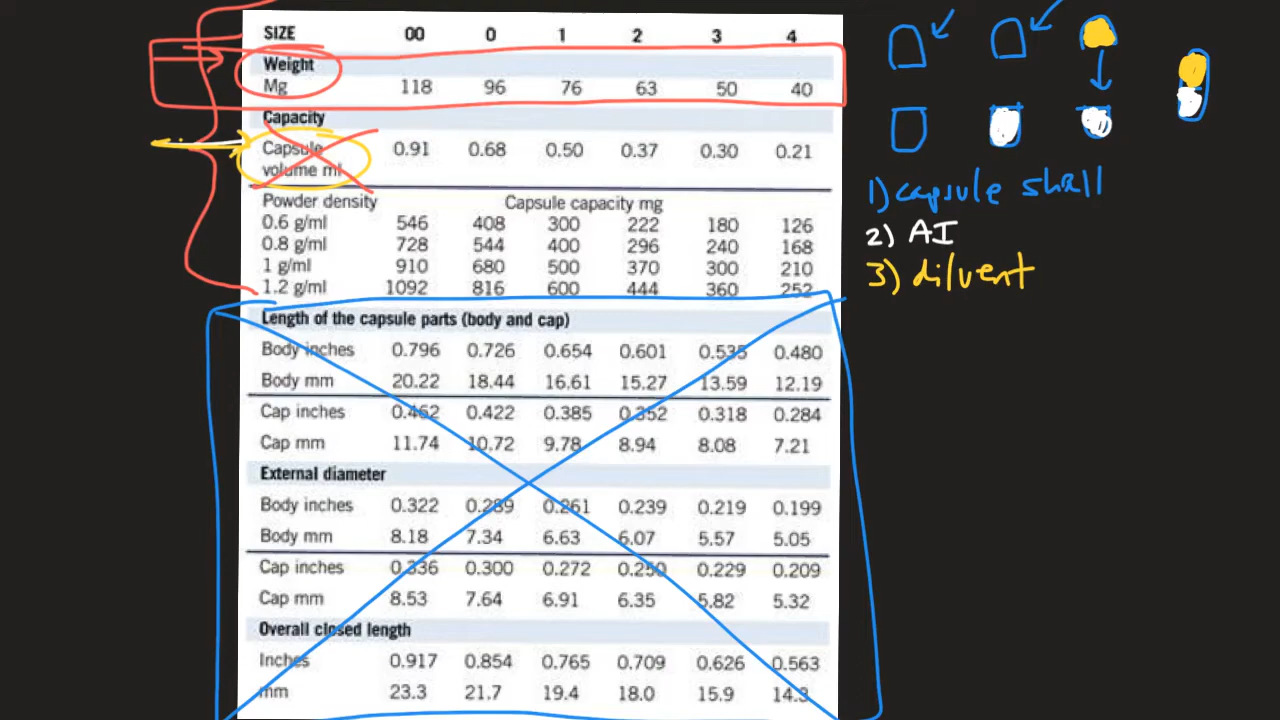 SIZE 00 0 1 2 3 4
Weight
Mg 118 96 76 63 50 40
Capacity
Capsule
volume ml 0.91 0.68 0.50 0.37 0.30 0.21
Powder density Capsule capacity mg
0.6 g/ml 546 408 300 222 180 126
0.8 g/ml 728 544 400 296 240 168
1 g/ml 910 680 500 370 300 210
1.2 g/ml 1092 816 600 444 360 252
Length of the capsule parts (body and cap)
Body inches 0.796 0.726 0.654 0.601 0.535 0.480
Body mm 20.22 18.44 16.61 15.27 13.59 12.19
Cap inches 0.462 0.422 0.385 0.352 0.318 0.284
Cap mm 11.74 10.72 9.78 8.94 8.08 7.21
External diameter
Body inches 0.322 0.289 0.261 0.239 0.219 0.199
Body mm 8.18 7.34 6.63 6.07 5.57 5.05
Cap inches 0.336 0.300 0.272 0.250 0.229 0.209
Cap mm 8.53 7.64 6.91 6.35 5.82 5.32
Overall closed length
Inches 0.917 0.854 0.765 0.709 0.626 0.563
mm 23.3 21.7 19.4 18.0 15.9 14.3
1) capsule shell
2) AI
3) diluent